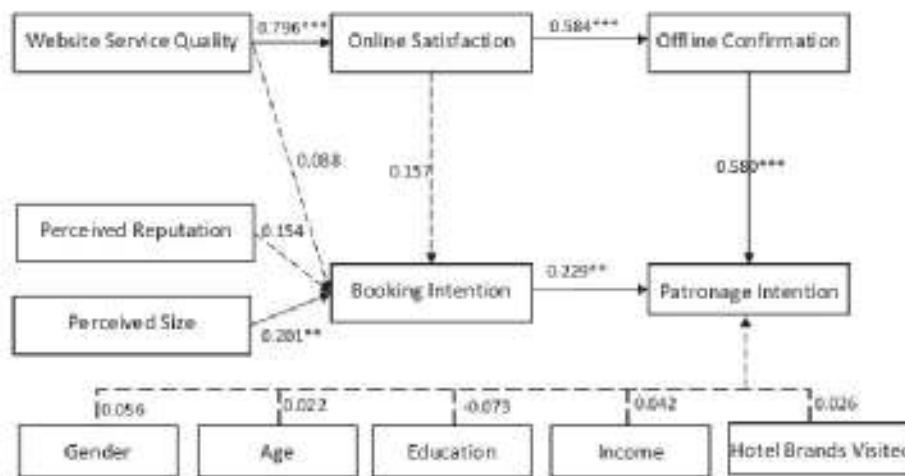 Website Service Quality
0.796***
Online Satisfaction
0.584***
Offline Confirmation
0.157
0.580***
Perceived Reputation
0.154
Booking Intention
0.229**
Patronage Intention
Perceived Size
0.201**
0.056
0.022
-0.073
0.042
0.026
Gender
Age
Education
Income
Hotel Brands Visited